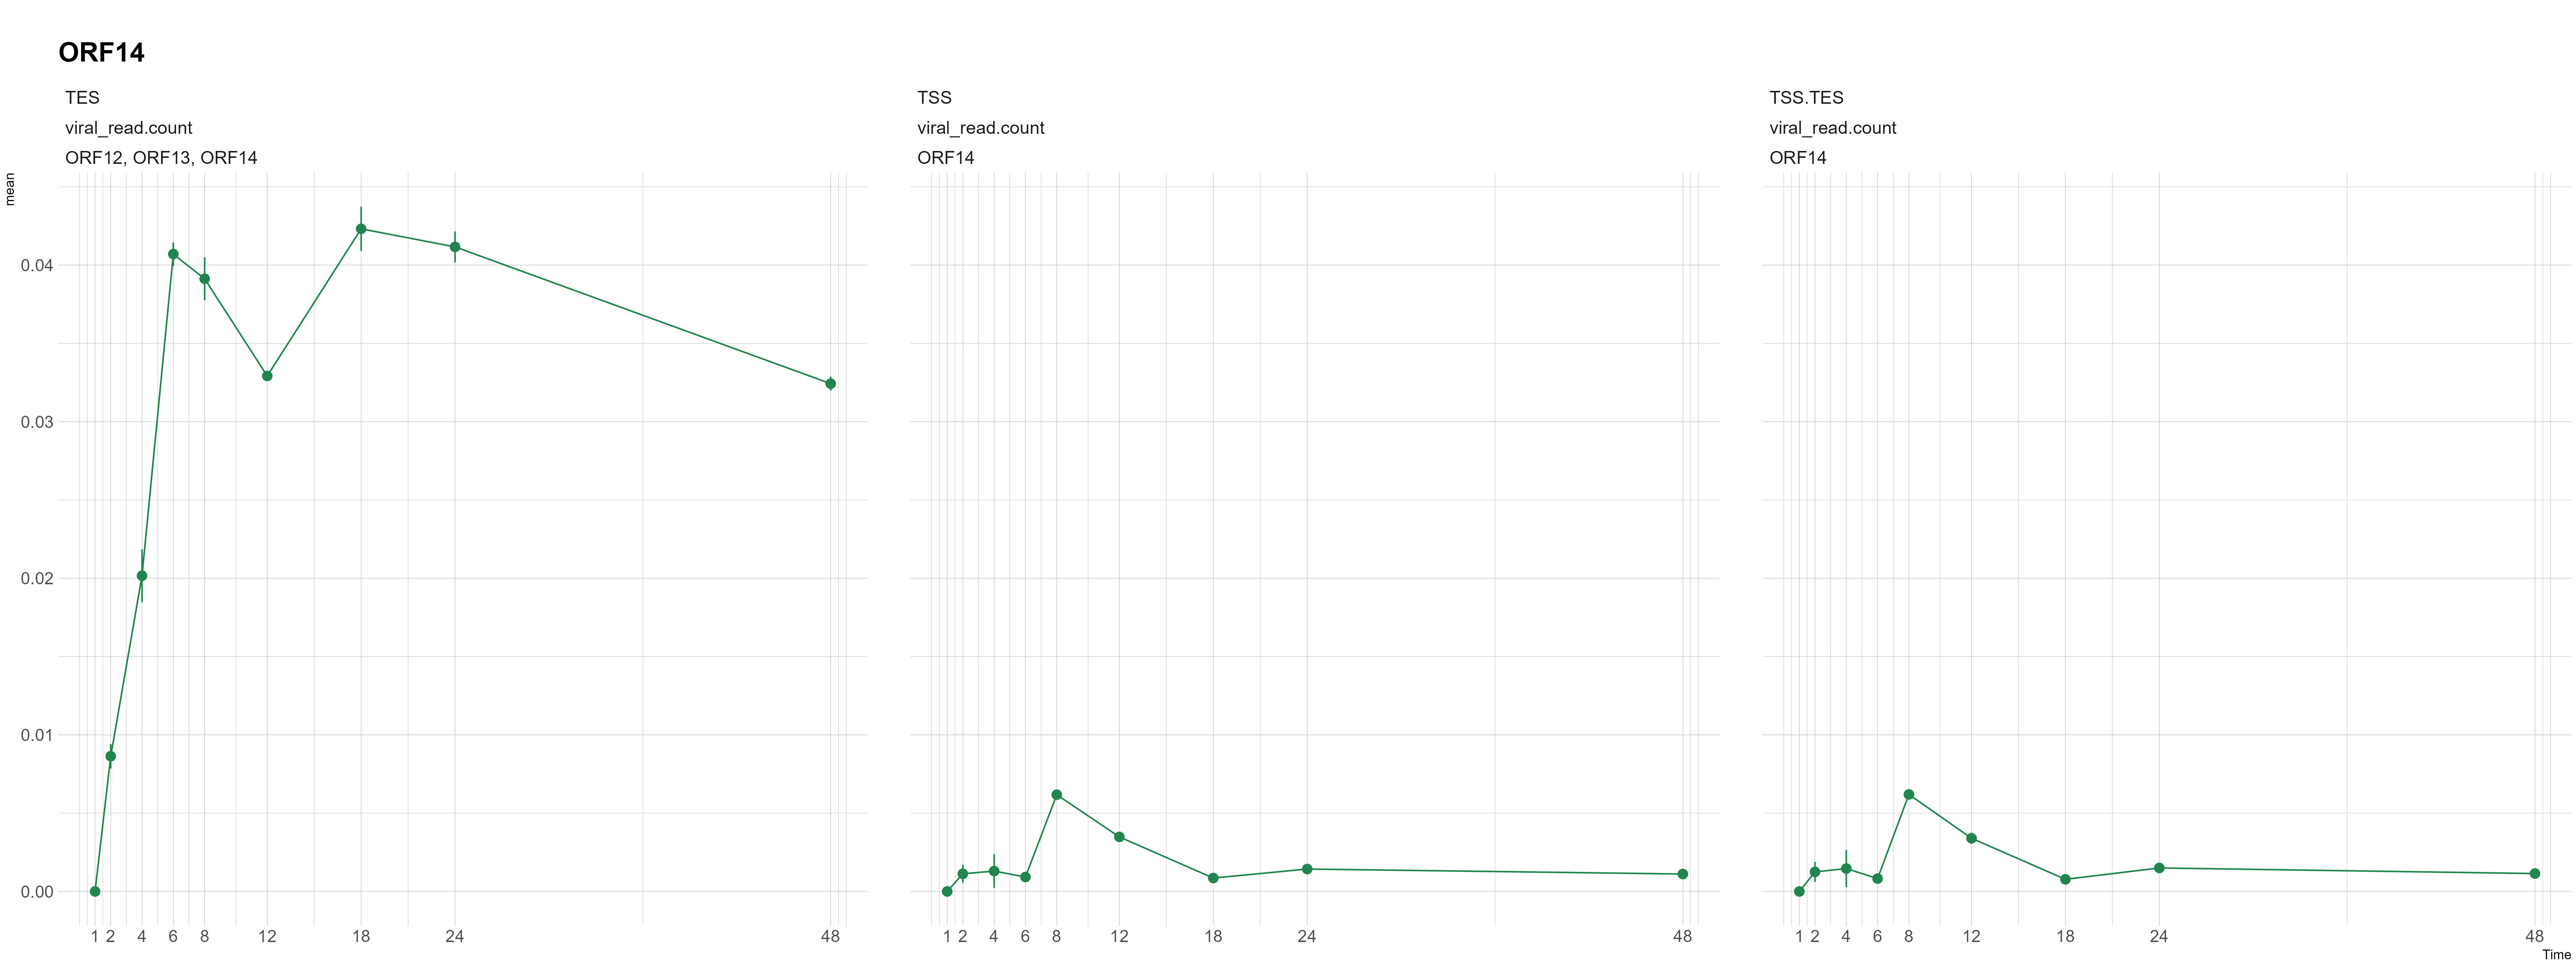 ORF14
TES
viral_read.count
ORF12, ORF13, ORF14
TSS
viral_read.count
ORF14
TSS.TES
viral_read.count
ORF14
mean
0.04
0.03
0.02
0.01
0.00
1 2 4 6 8 12 18 24 48
1 2 4 6 8 12 18 24 48
1 2 4 6 8 12 18 24 48
Time